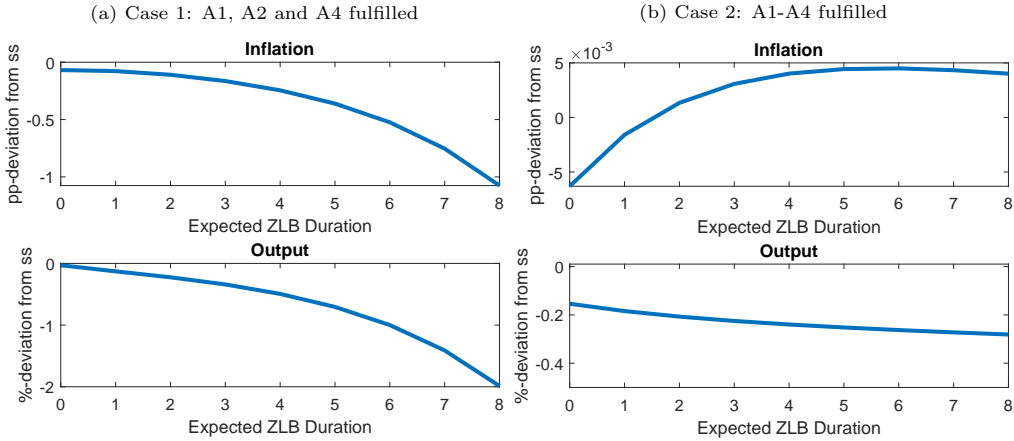 (a) Case 1: A1, A2 and A4 fulfilled
Inflation
pp-deviation from ss
0
-0.5
-1
0 1 2 3 4 5 6 7 8
Expected ZLB Duration
Output
%-deviation from ss
0
-1
-2
0 1 2 3 4 5 6 7 8
Expected ZLB Duration
(b) Case 2: A1-A4 fulfilled
×10⁻³
Inflation
pp-deviation from ss
5
0
-5
0 1 2 3 4 5 6 7 8
Expected ZLB Duration
Output
%-deviation from ss
0
-0.2
-0.4
0 1 2 3 4 5 6 7 8
Expected ZLB Duration